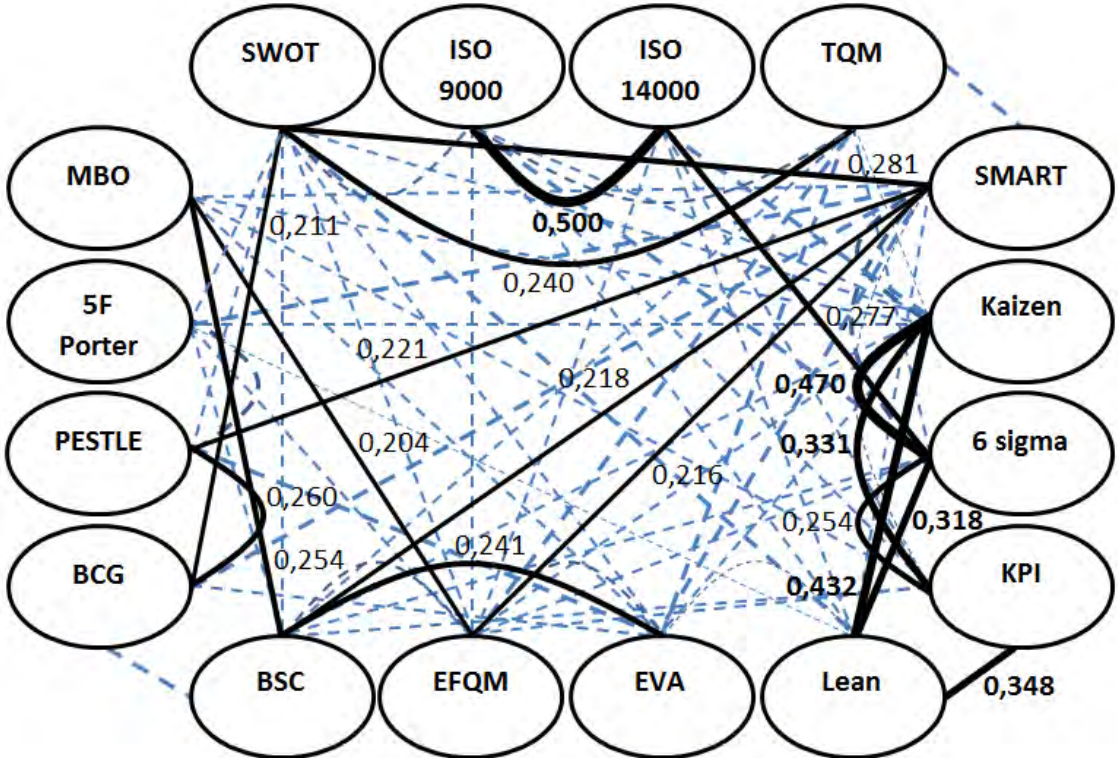 SWOT
ISO
9000
ISO
14000
TQM
MBO
0,281
SMART
0,211
0,500
0,240
5F
Porter
0,277
Kaizen
0,221
0,218
0,470
PESTLE
0,204
0,331
6 sigma
0,216
0,260
0,254
0,318
BCG
0,254
0,241
0,432
KPI
BSC
EFQM
EVA
Lean
0,348